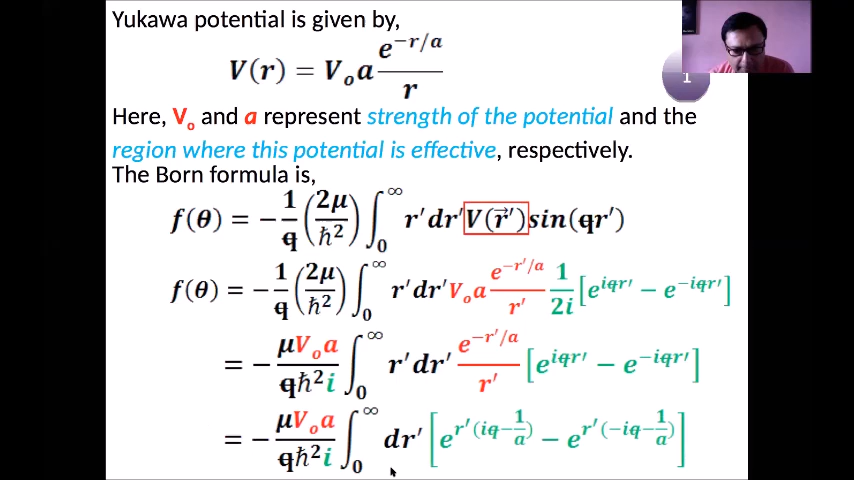 Yukawa potential is given by,
V(r) = V₀a e^{−r/a}/r
1
Here, V₀ and a represent strength of the potential and the
region where this potential is effective, respectively.
The Born formula is,
f(θ) = −1/q (2μ/ħ²) ∫₀^∞ r′dr′V(r⃗′)sin(qr′)
f(θ) = −1/q (2μ/ħ²) ∫₀^∞ r′dr′V₀a e^{−r′/a}/r′ 1/2i [e^{iqr′} − e^{−iqr′}]
= −μV₀a/qħ²i ∫₀^∞ r′dr′ e^{−r′/a}/r′ [e^{iqr′} − e^{−iqr′}]
= −μV₀a/qħ²i ∫₀^∞ dr′ [e^{r′(iq−1/a)} − e^{r′(−iq−1/a)}]